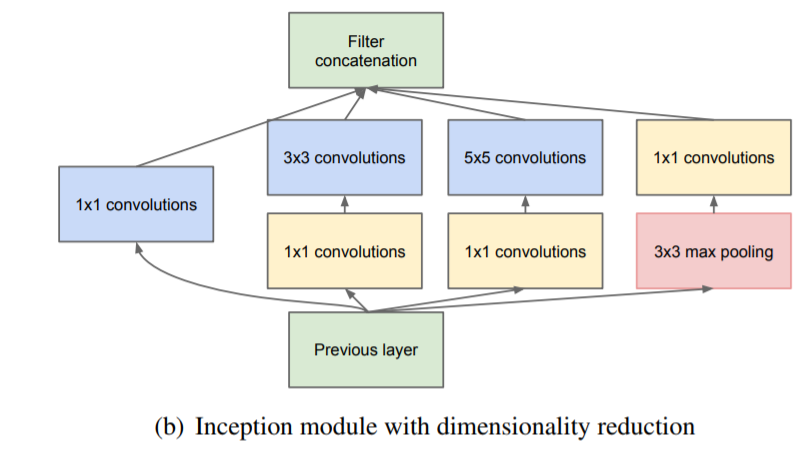 Filter
concatenation
3x3 convolutions
5x5 convolutions
1x1 convolutions
1x1 convolutions
1x1 convolutions
1x1 convolutions
3x3 max pooling
Previous layer
(b) Inception module with dimensionality reduction